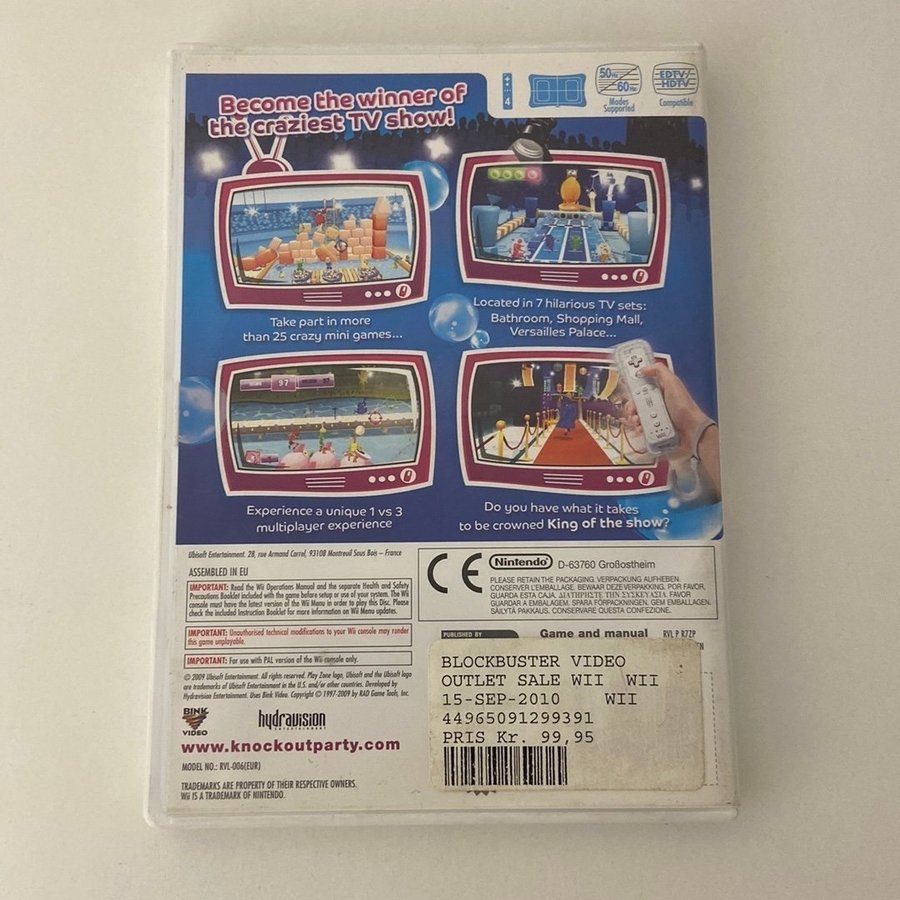 Become the winner of
the craziest TV show!
4
50Hz
60Hz
Modes
Supported
EDTV/
HDTV
Compatible
Take part in more
than 25 crazy mini games...
Located in 7 hilarious TV sets:
Bathroom, Shopping Mall,
Versailles Palace...
97
Experience a unique 1 vs 3
multiplayer experience
Do you have what it takes
to be crowned King of the show?
Ubisoft Entertainment. 28, rue Armand Carrel, 93108 Montreuil Sous Bois – France
ASSEMBLED IN EU
IMPORTANT: Read the Wii Operations Manual and the separate Health and Safety
Precautions Booklet included with the game before setup or use of your system. The Wii
console must have the latest version of the Wii Menu in order to play this Disc. Please
check the included Instruction Booklet for more information on Wii Menu updates.
IMPORTANT: Unauthorised technical modifications to your Wii console may render
this game unplayable.
IMPORTANT: For use with PAL version of the Wii console only.
© 2009 Ubisoft Entertainment. All rights reserved. Play Zone logo, Ubisoft and the Ubisoft logo
are trademarks of Ubisoft Entertainment in the U.S. and/or other countries. Developed by
Hydravision Entertainment. Uses Bink Video. Copyright © 1997-2009 by RAD Game Tools, Inc.
BINK
VIDEO
hydravision
ENTERTAINMENT
www.knockoutparty.com
MODEL NO.: RVL-006(EUR)
TRADEMARKS ARE PROPERTY OF THEIR RESPECTIVE OWNERS.
Wii IS A TRADEMARK OF NINTENDO.
CE
Nintendo
D-63760 Großostheim
PLEASE RETAIN THE PACKAGING. VERPACKUNG AUFHEBEN.
CONSERVER L'EMBALLAGE. BEWAAR DEZE VERPAKKING. POR FAVOR,
GUARDA ESTA CAJA. ΔΙΑΤΗΡΗΣΤΕ ΤΗΝ ΣΥΣΚΕΥΑΣΙΑ. FAVOR
GUARDAR A EMBALAGEM. SPARA FÖRPACKNINGEN. GEM EMBALLAGEN.
SÄILYTÄ PAKKAUS. CONSERVARE QUESTA CONFEZIONE.
PUBLISHED BY
Game and manual
RVL P R7ZP
EN
BLOCKBUSTER VIDEO
OUTLET SALE WII WII
15-SEP-2010 WII
44965091299391
PRIS Kr. 99,95